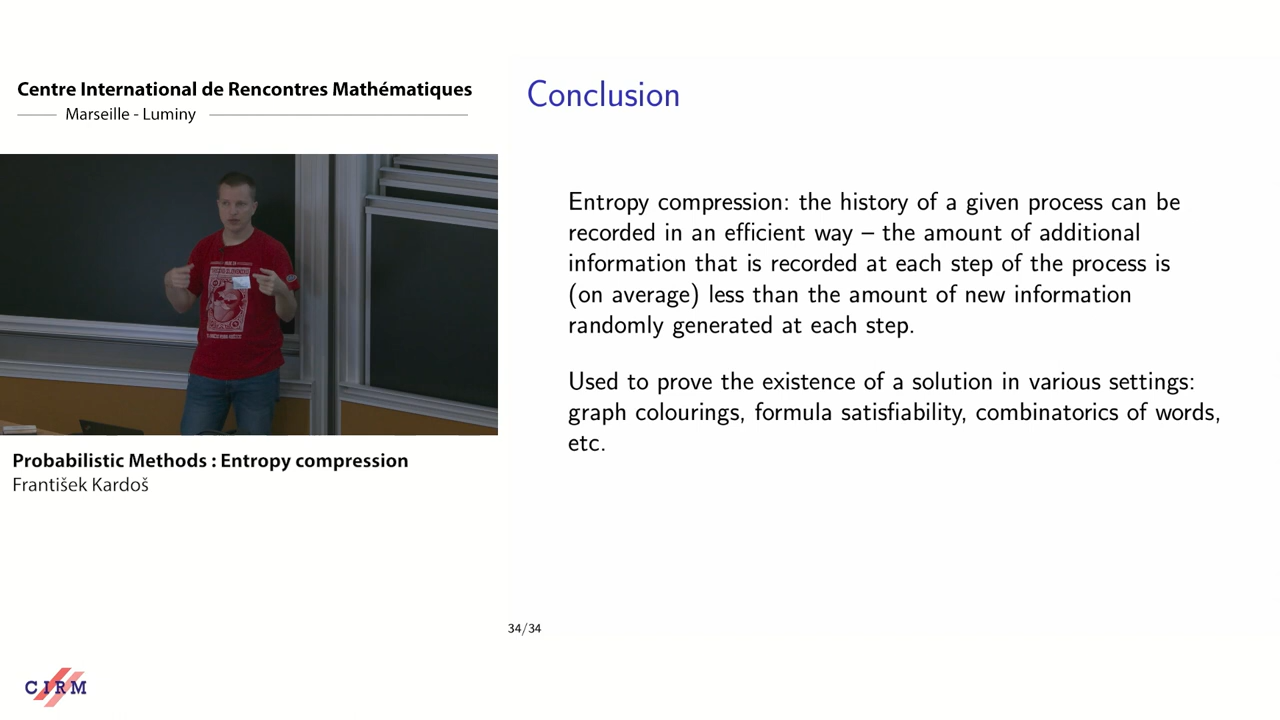 Centre International de Rencontres Mathématiques
Marseille - Luminy
Probabilistic Methods : Entropy compression
František Kardoš
CIRM
Conclusion
Entropy compression: the history of a given process can be
recorded in an efficient way – the amount of additional
information that is recorded at each step of the process is
(on average) less than the amount of new information
randomly generated at each step.
Used to prove the existence of a solution in various settings:
graph colourings, formula satisfiability, combinatorics of words,
etc.
34/34